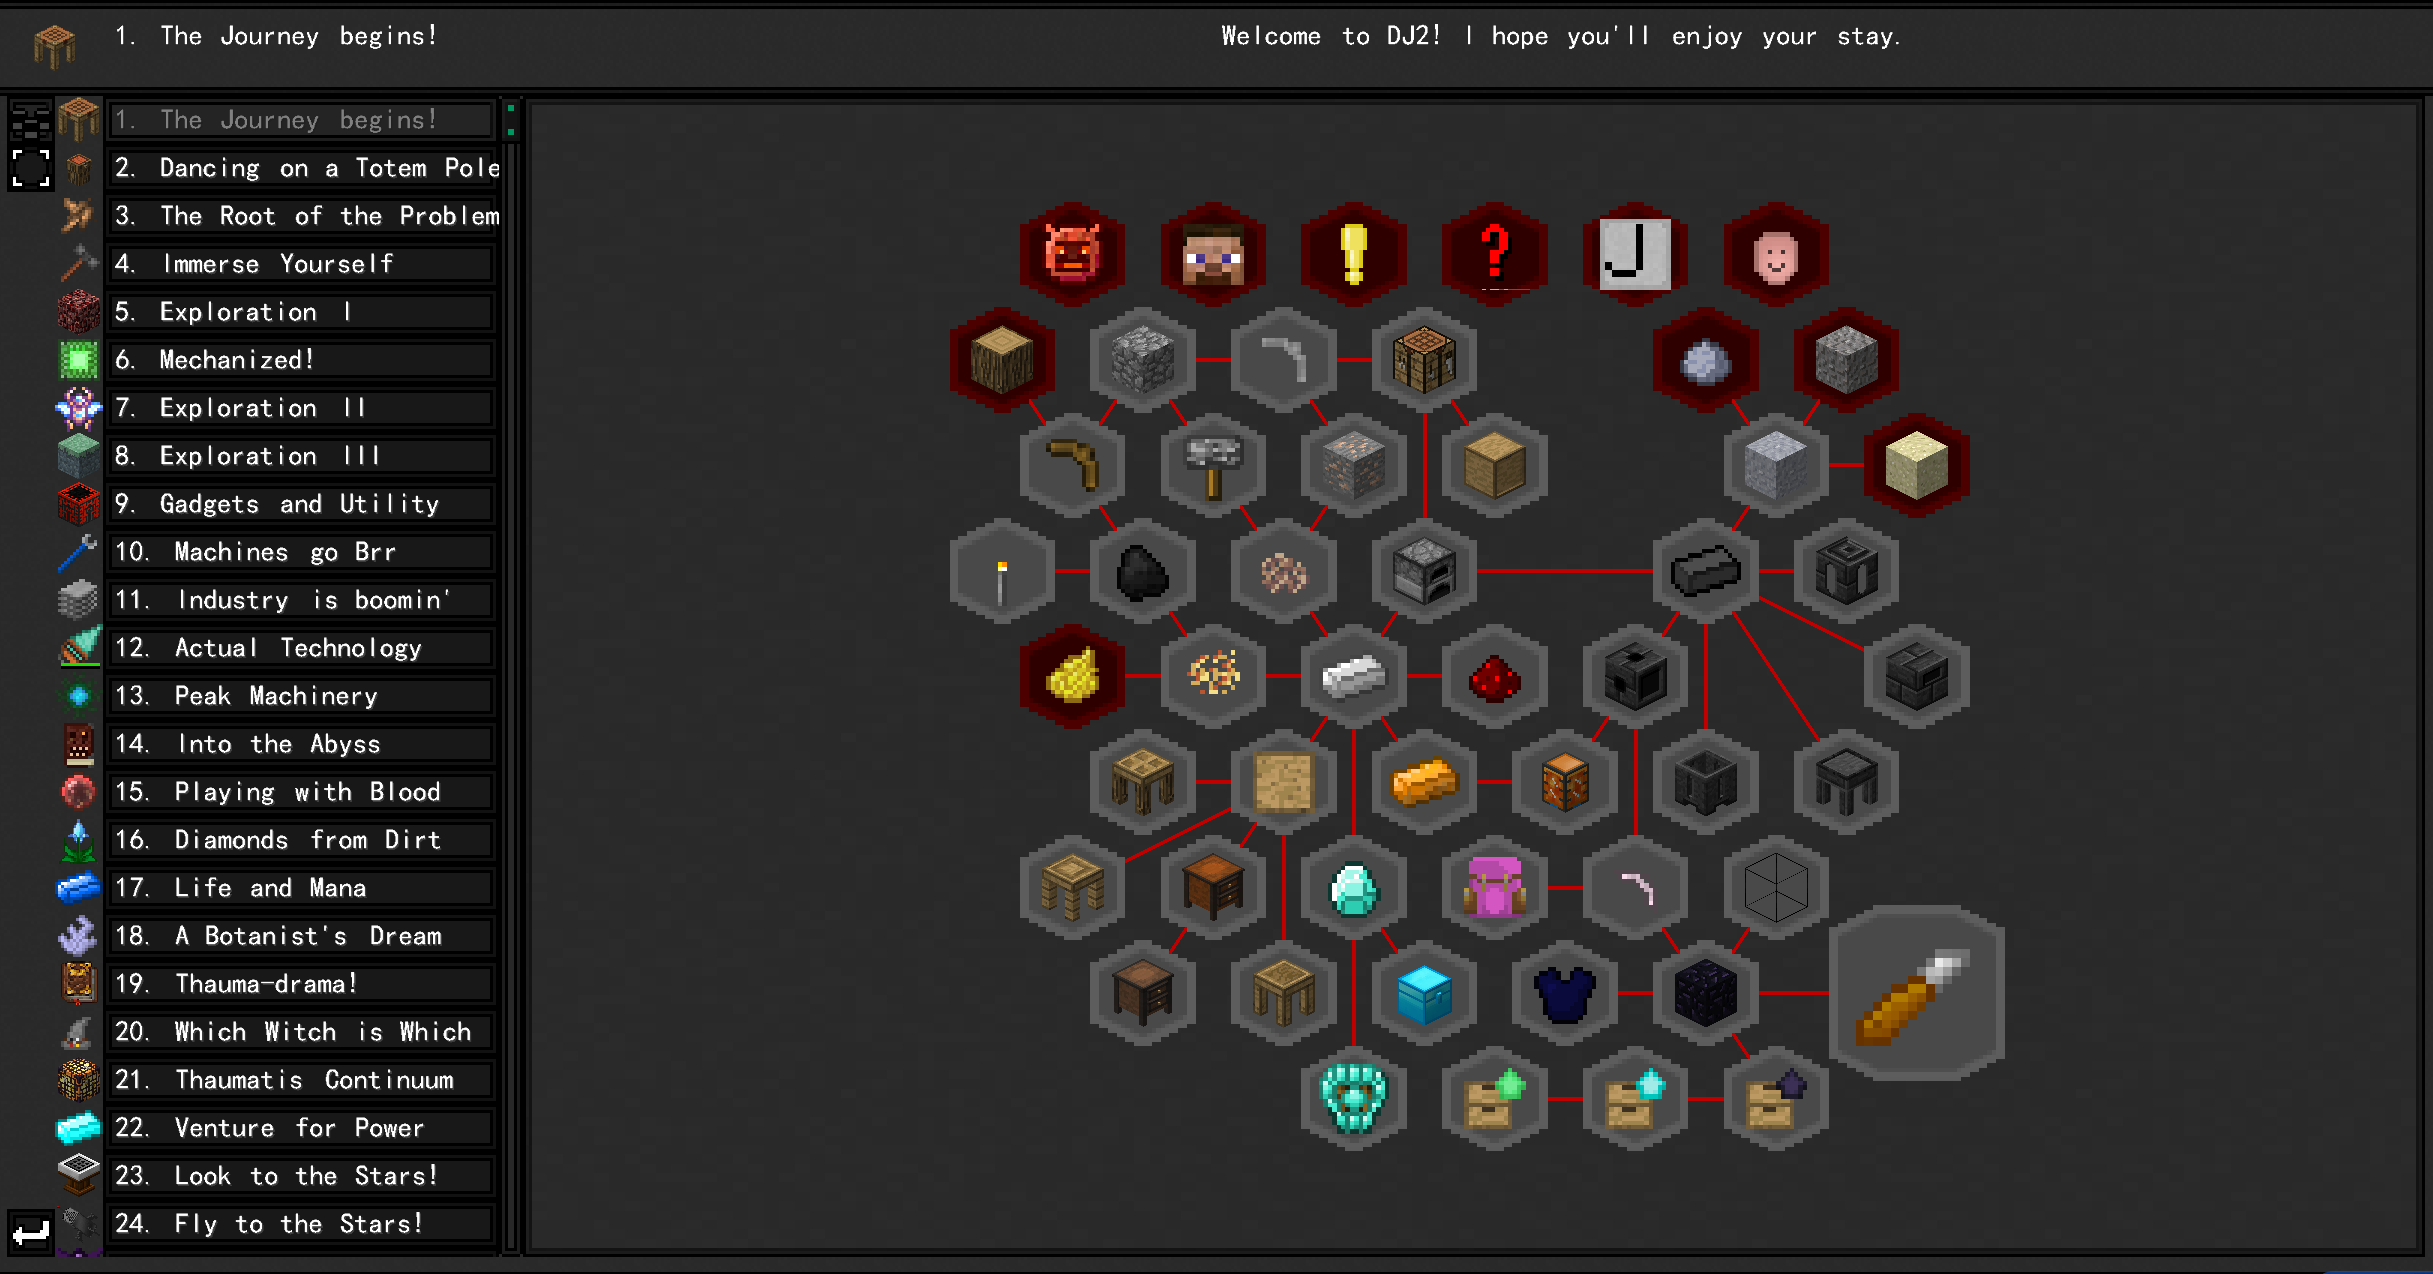 1. The Journey begins!
Welcome to DJ2! I hope you'll enjoy your stay.
1. The Journey begins!
2. Dancing on a Totem Pole
3. The Root of the Problem
4. Immerse Yourself
5. Exploration I
6. Mechanized!
7. Exploration II
8. Exploration III
9. Gadgets and Utility
10. Machines go Brr
11. Industry is boomin'
12. Actual Technology
13. Peak Machinery
14. Into the Abyss
15. Playing with Blood
16. Diamonds from Dirt
17. Life and Mana
18. A Botanist's Dream
19. Thauma-drama!
20. Which Witch is Which
21. Thaumatis Continuum
22. Venture for Power
23. Look to the Stars!
24. Fly to the Stars!
! ? J